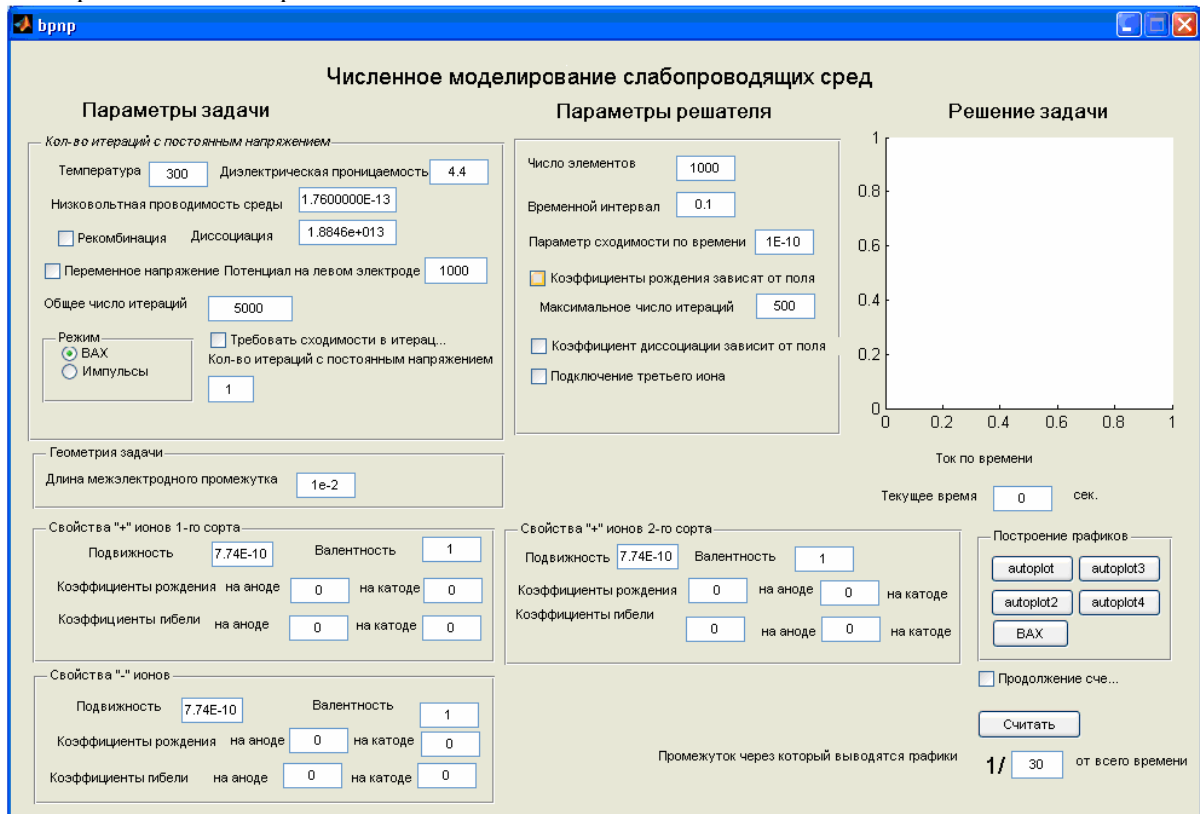 bpnp
Численное моделирование слабопроводящих сред
Параметры задачи
Кол-во итераций с постоянным напряжением
Температура 300 Диэлектрическая проницаемость 4.4
Низковольтная проводимость среды 1.7600000E-13
Рекомбинация Диссоциация 1.8846e+013
Переменное напряжение Потенциал на левом электроде 1000
Общее число итераций 5000
Режим
ВАХ
Импульсы
Требовать сходимости в итерац...
Кол-во итераций с постоянным напряжением
1
Параметры решателя
Число элементов 1000
Временной интервал 0.1
Параметр сходимости по времени 1E-10
Коэффициенты рождения зависят от поля
Максимальное число итераций 500
Коэффициент диссоциации зависит от поля
Подключение третьего иона
Решение задачи
1
0.8
0.6
0.4
0.2
0
0 0.2 0.4 0.6 0.8 1
Ток по времени
Текущее время 0 сек.
Геометрия задачи
Длина межэлектродного промежутка 1e-2
Свойства "+" ионов 1-го сорта
Подвижность 7.74E-10 Валентность 1
Коэффициенты рождения на аноде 0 на катоде 0
Коэффициенты гибели на аноде 0 на катоде 0
Свойства "+" ионов 2-го сорта
Подвижность 7.74E-10 Валентность 1
Коэффициенты рождения 0 на аноде 0 на катоде
Коэффициенты гибели
0 на аноде 0 на катоде
Построение графиков
autoplot autoplot3
autoplot2 autoplot4
ВАХ
Свойства "-" ионов
Подвижность 7.74E-10 Валентность 1
Коэффициенты рождения на аноде 0 на катоде 0
Коэффициенты гибели на аноде 0 на катоде 0
Продолжение сче...
Считать
Промежуток через который выводятся графики 1/ 30 от всего времени